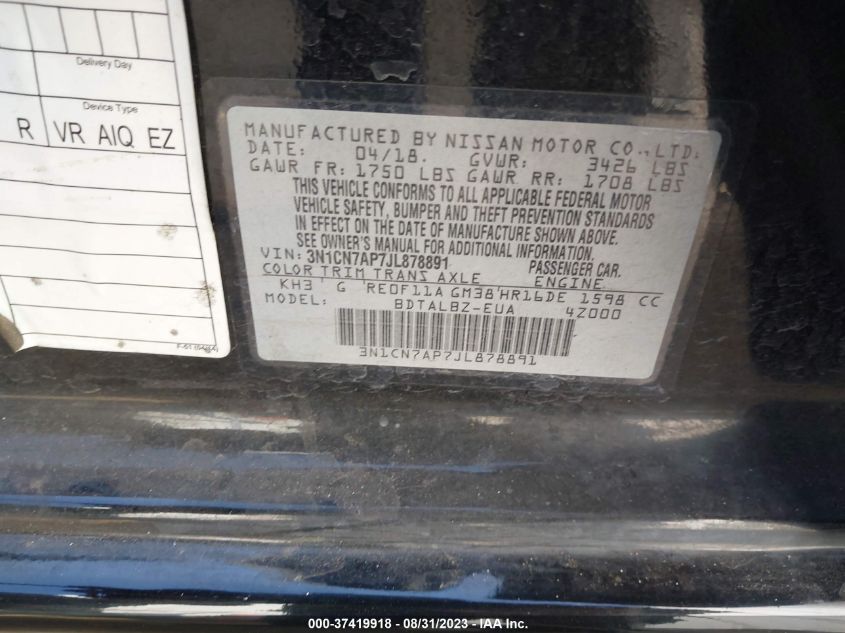 Delivery Day
Device Type
R VR AIQ EZ
F-51 (04/14)
MANUFACTURED BY NISSAN MOTOR CO., LTD.
DATE: 04/18. GVWR: 3426 LBS
GAWR FR: 1750 LBS GAWR RR: 1708 LBS
THIS VEHICLE CONFORMS TO ALL APPLICABLE FEDERAL MOTOR
VEHICLE SAFETY, BUMPER AND THEFT PREVENTION STANDARDS
IN EFFECT ON THE DATE OF MANUFACTURE SHOWN ABOVE.
SEE OWNER'S MANUAL FOR ADDITIONAL INFORMATION.
VIN: 3N1CN7AP7JL878891 PASSENGER CAR.
COLOR TRIM TRANS AXLE ENGINE
KH3 G RE0F11A GM38 HR16DE 1598 CC
MODEL: BDTALBZ-EUA 4Z000
3N1CN7AP7JL878891
000-37419918 - 08/31/2023 - IAA Inc.